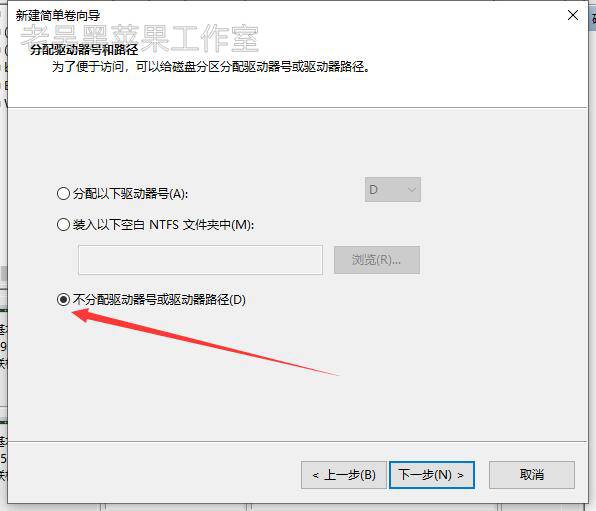 新建简单卷向导
老吴黑苹果工作室
分配驱动器号和路径
为了便于访问，可以给磁盘分区分配驱动器号或驱动器路径。
分配以下驱动器号(A):
D
装入以下空白 NTFS 文件夹中(M):
浏览(R)...
不分配驱动器号或驱动器路径(D)
< 上一步(B)
下一步(N) >
取消